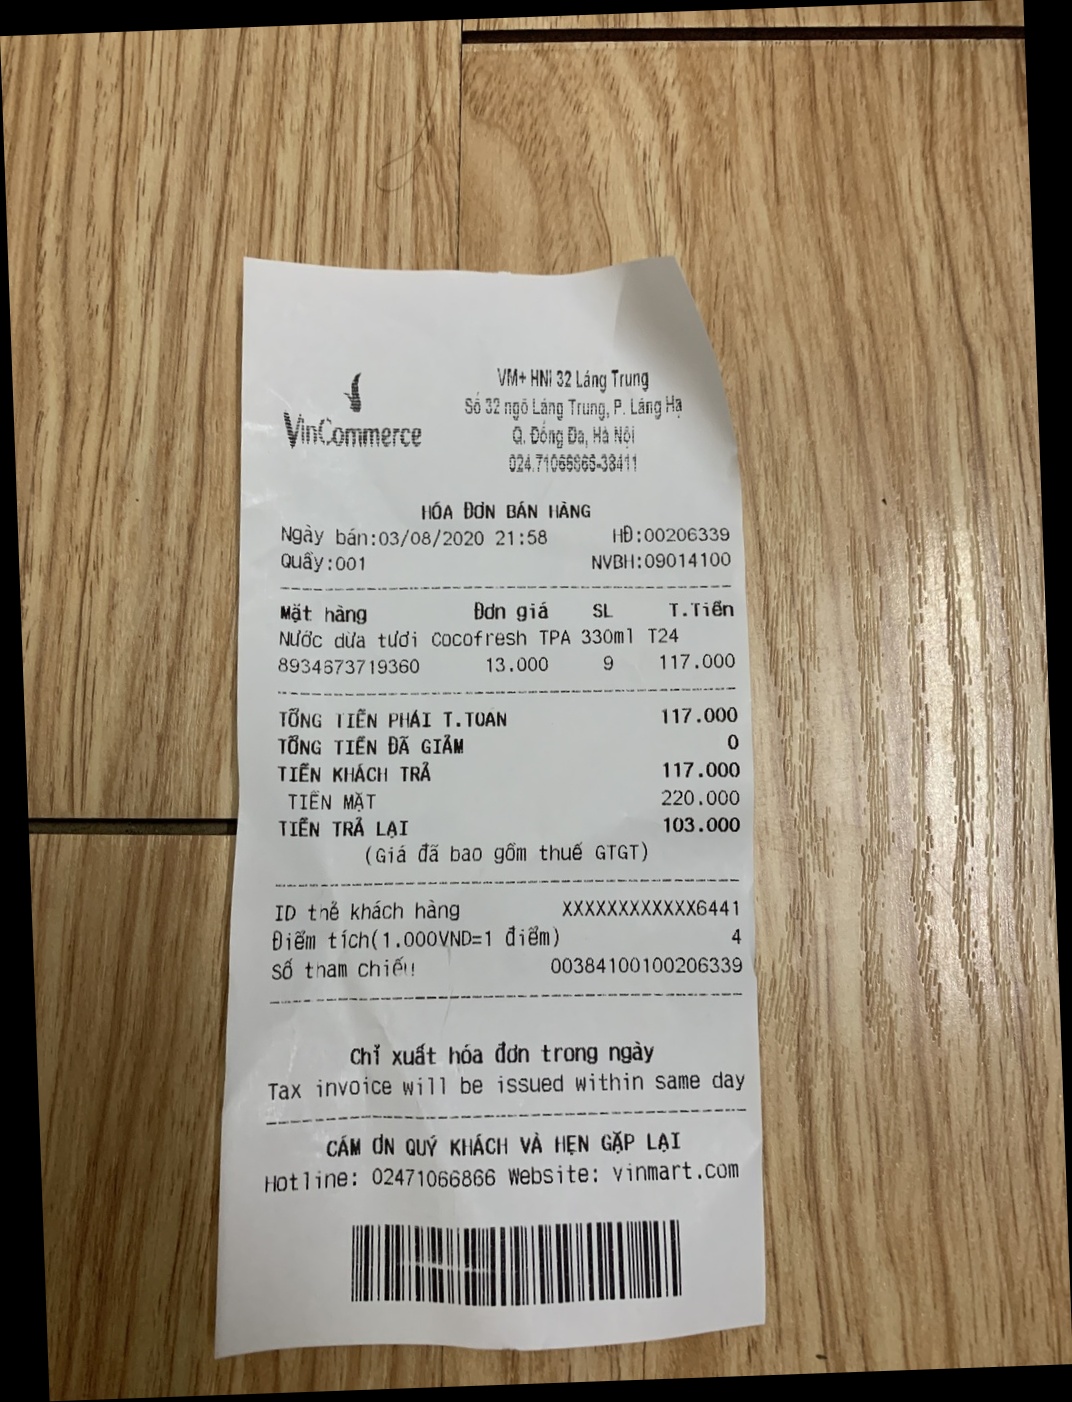 VinCommerce
VM+ HNI 32 Láng Trung
Số 32 ngõ Láng Trung, P. Láng Hạ
Q. Đống Đa, Hà Nội
024.71066866-38411
HÓA ĐƠN BÁN HÀNG
Ngày bán:03/08/2020 21:58 HĐ:00206339
Quầy:001 NVBH:09014100
Mặt hàng Đơn giá SL T.Tiền
Nước dừa tươi Cocofresh TPA 330ml T24
8934673719360 13.000 9 117.000
TỔNG TIỀN PHẢI T.TOÁN 117.000
TỔNG TIỀN ĐÃ GIẢM 0
TIỀN KHÁCH TRẢ 117.000
TIỀN MẶT 220.000
TIỀN TRẢ LẠI 103.000
(Giá đã bao gồm thuế GTGT)
ID thẻ khách hàng XXXXXXXXXXXX6441
Điểm tích(1.000VND=1 điểm) 4
Số tham chiếu 00384100100206339
Chỉ xuất hóa đơn trong ngày
Tax invoice will be issued within same day
CẢM ƠN QUÝ KHÁCH VÀ HẸN GẶP LẠI
Hotline: 02471066866 Website: vinmart.com